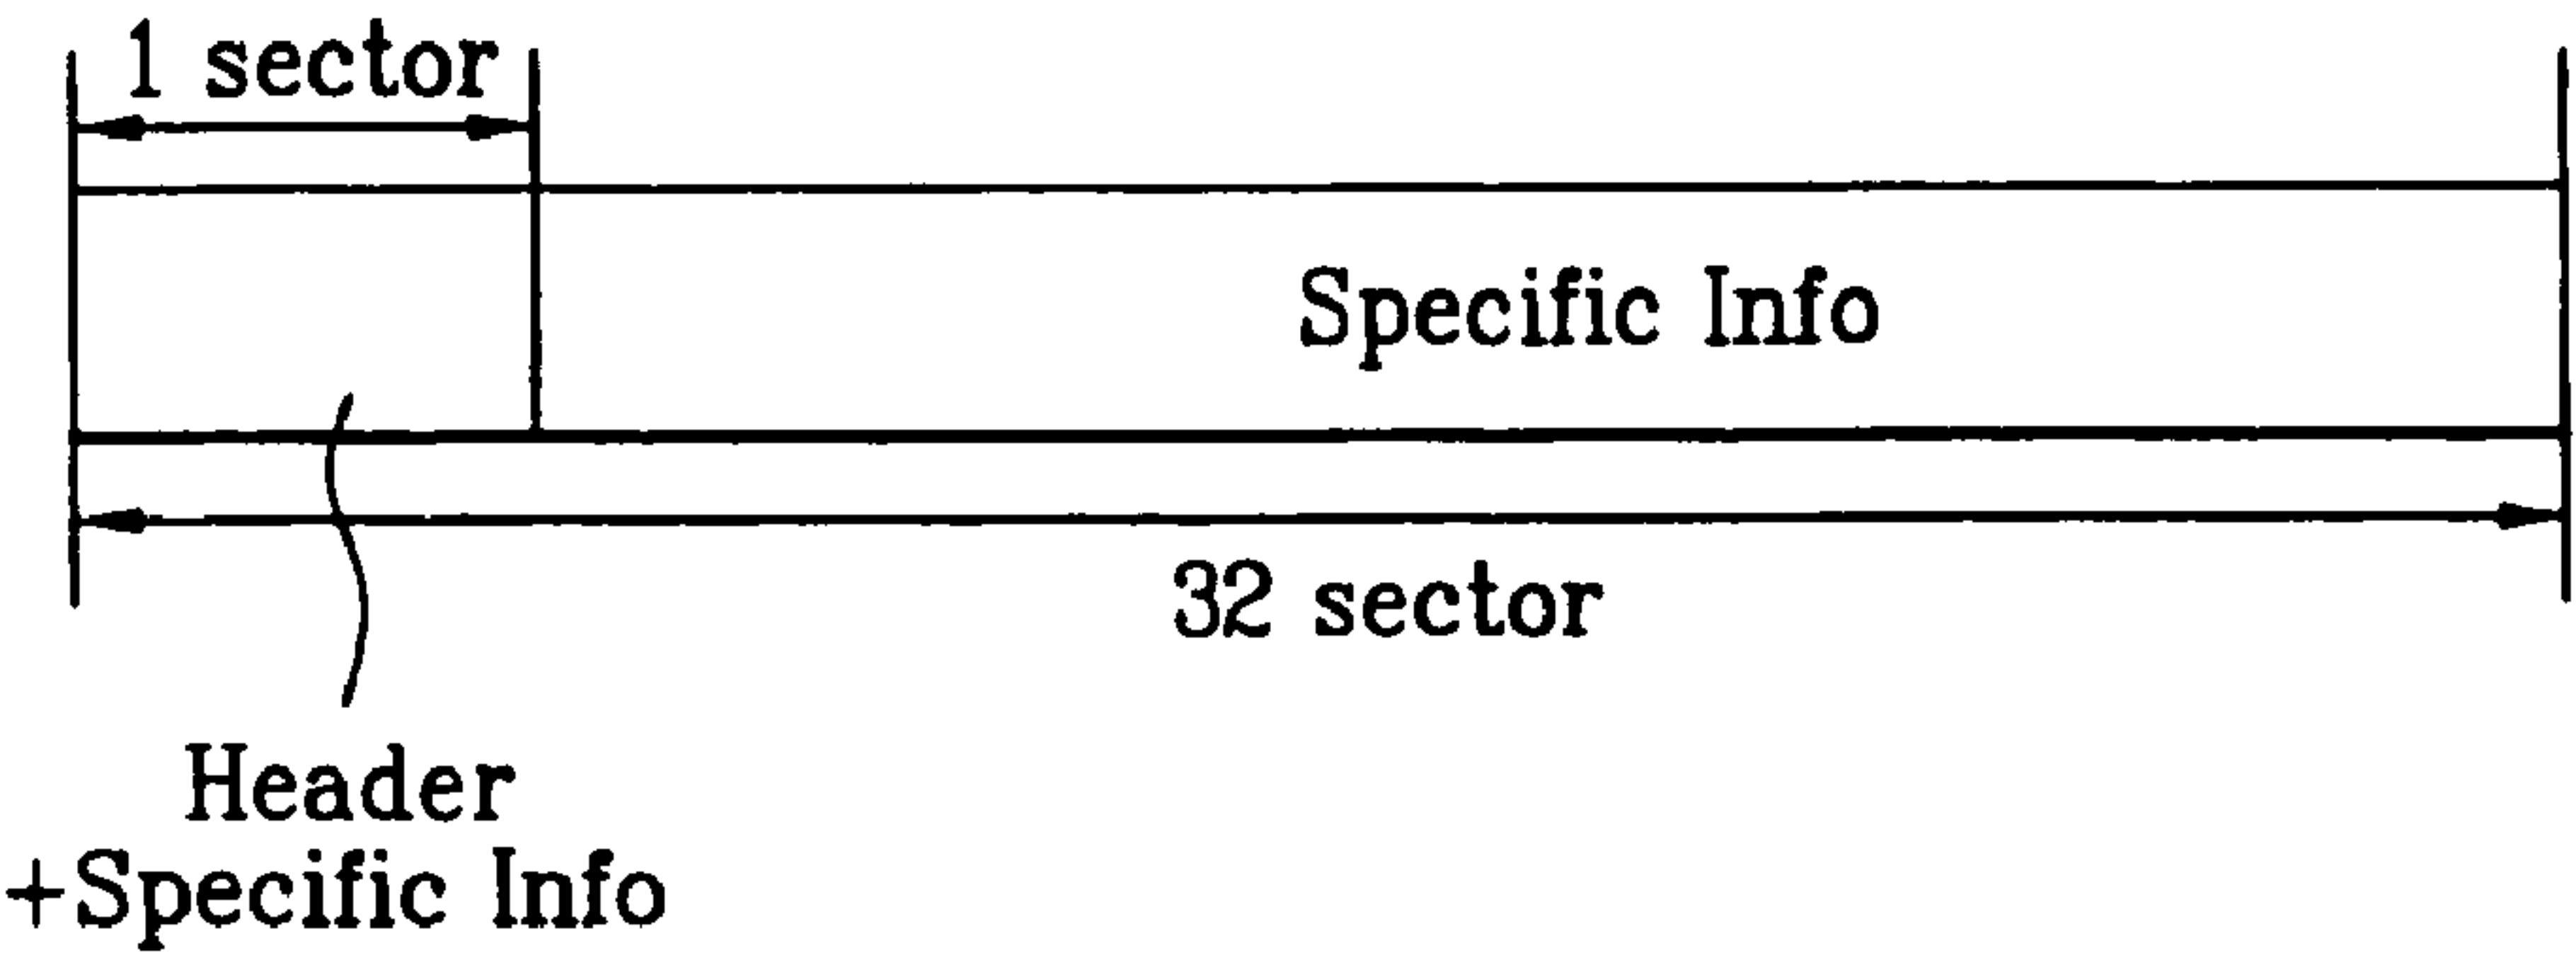 1 sector
Specific Info
32 sector
Header
+Specific Info